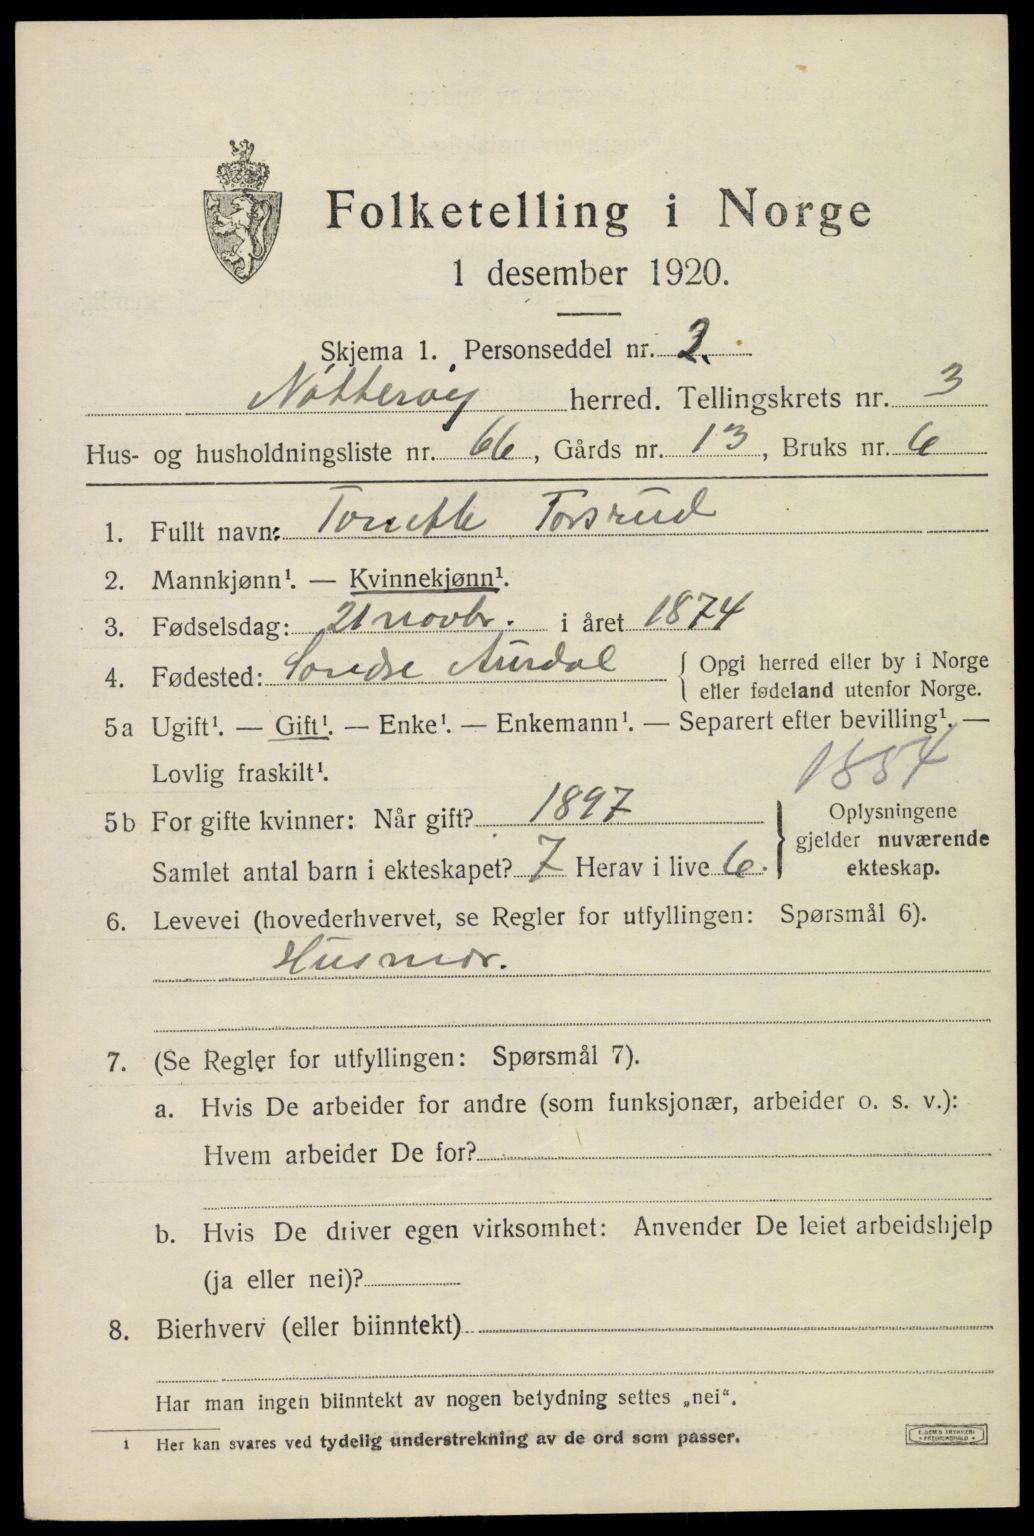 Folketelling i Norge
1 desember 1920.
Skjema 1. Personseddel nr. 2.
Nøtterøy herred. Tellingskrets nr. 3
Hus- og husholdningsliste nr. 66, Gårds nr. 13, Bruks nr. 6
1. Fullt navn: Torsrud
2. Mannkjønn¹. — Kvinnekjønn¹.
3. Fødselsdag: 21 novbr. i året 1874
4. Fødested: Søndre Aurdal
Opgi herred eller by i Norge
eller fødeland utenfor Norge.
5a Ugift¹. — Gift¹. — Enke¹. — Enkemann¹. — Separert efter bevilling¹. —
Lovlig fraskilt¹.
1884
5b For gifte kvinner: Når gift? 1897
Samlet antal barn i ekteskapet? 7 Herav i live 6.
Oplysningene
gjelder nuværende
ekteskap.
6. Levevei (hovederhvervet, se Regler for utfyllingen: Spørsmål 6).
Husmor.
7. (Se Regler for utfyllingen: Spørsmål 7).
a. Hvis De arbeider for andre (som funksjonær, arbeider o. s. v.):
Hvem arbeider De for?
b. Hvis De driver egen virksomhet: Anvender De leiet arbeidshjelp
(ja eller nei)?
8. Bierhverv (eller biinntekt)
Har man ingen biinntekt av nogen betydning settes „nei“.
¹ Her kan svares ved tydelig understrekning av de ord som passer.
E. SEM'S TRYKKERI
FREDRIKSHALD